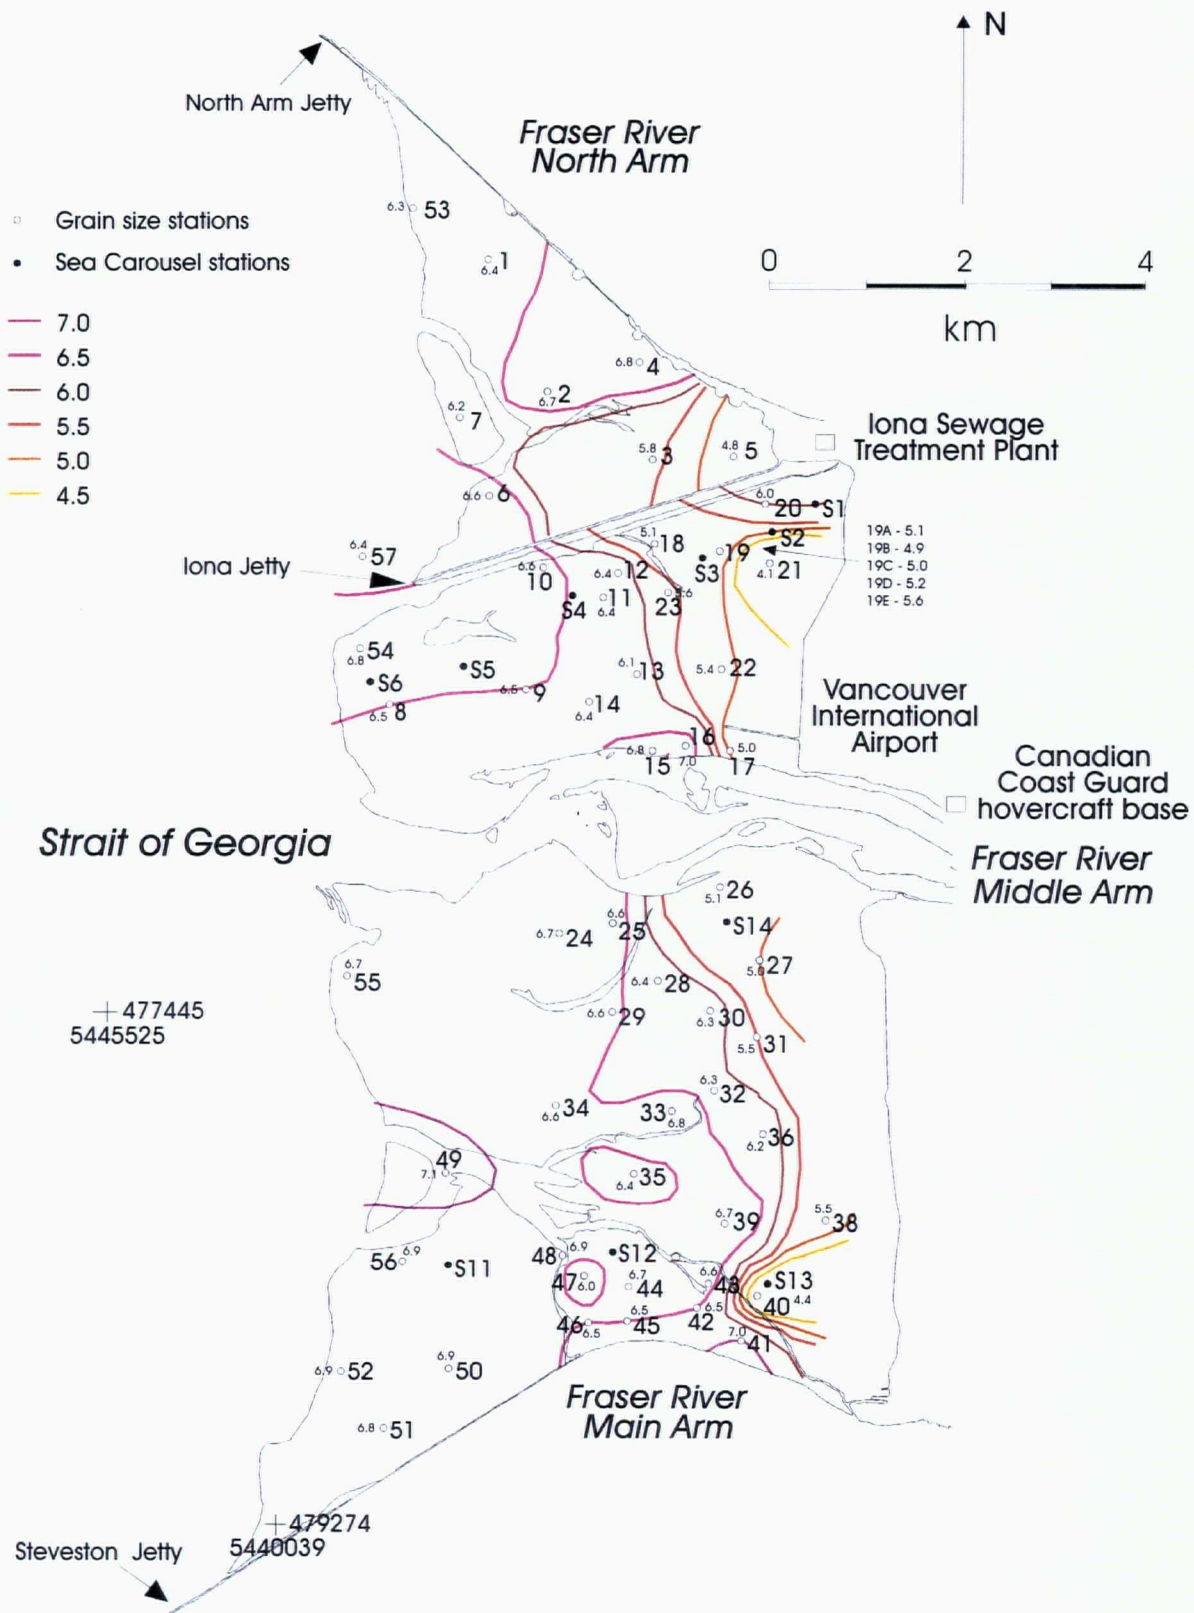 N
North Arm Jetty
Fraser River
North Arm
Grain size stations
Sea Carousel stations
7.0
6.5
6.0
5.5
5.0
4.5
0 2 4
km
6.3 53
6.4 1
6.8 4
6.7 2
6.2 7
5.8 3
4.8 5
Iona Sewage
Treatment Plant
6.6 6
6.0 20 S1
S2
19A - 5.1
19B - 4.9
19C - 5.0
19D - 5.2
19E - 5.6
6.4 57
Iona Jetty
5.1 18
19
S3
4.1 21
6.6 10
6.4 12
S4
11 6.4
23 5.6
54 6.8
S5
S6
6.5 8
6.5 9
6.1 13
5.4 22
14 6.4
Vancouver
International
Airport
6.8 15
16 7.0
5.0 17
Canadian
Coast Guard
hovercraft base
Strait of Georgia
Fraser River
Middle Arm
26 5.1
S14
6.6 25
6.7 24
27 5.0
6.7 55
6.4 28
477445
5445525
6.6 29
30 6.3
31 5.5
6.3 32
34 6.6
33 6.8
36 6.2
49 7.1
35 6.4
6.7 39
5.5 38
48 6.9
S12
56 6.9
S11
47 6.0
6.7 44
6.6 43
S13
40 4.4
46 6.5
6.5 45
42 6.5
7.0 41
6.9 52
6.9 50
6.8 51
Fraser River
Main Arm
479274
5440039
Steveston Jetty